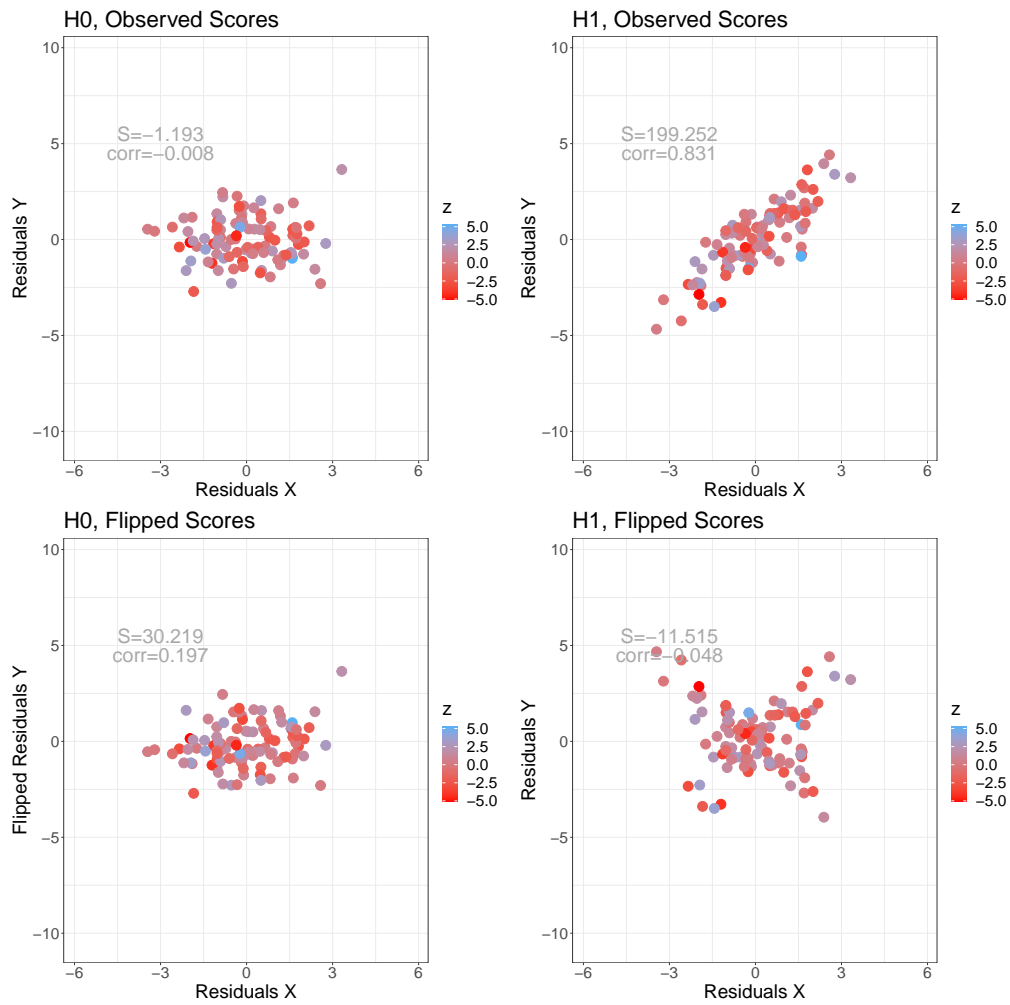 H0, Observed Scores
10
5
0
−5
−10
Residuals Y
S=−1.193
corr=−0.008
−6
−3
0
3
6
Residuals X
z
5.0
2.5
0.0
−2.5
−5.0
H1, Observed Scores
10
5
0
−5
−10
Residuals Y
S=199.252
corr=0.831
−6
−3
0
3
6
Residuals X
z
5.0
2.5
0.0
−2.5
−5.0
H0, Flipped Scores
10
5
0
−5
−10
Flipped Residuals Y
S=30.219
corr=0.197
−6
−3
0
3
6
Residuals X
z
5.0
2.5
0.0
−2.5
−5.0
H1, Flipped Scores
10
5
0
−5
−10
Residuals Y
S=−11.515
corr=−0.048
−6
−3
0
3
6
Residuals X
z
5.0
2.5
0.0
−2.5
−5.0